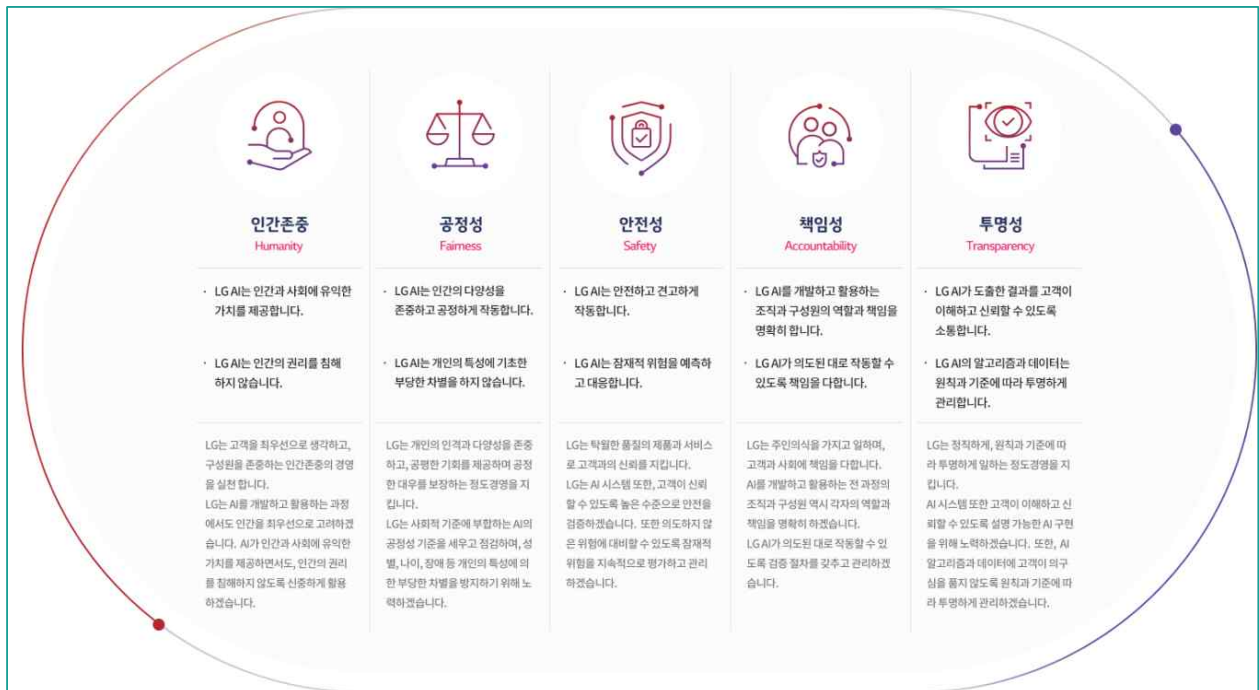 인간존중
Humanity
· LG AI는 인간과 사회에 유익한
가치를 제공합니다.
· LG AI는 인간의 권리를 침해
하지 않습니다.
LG는 고객을 최우선으로 생각하고,
구성원을 존중하는 인간존중의 경영
을 실천 합니다.
LG는 AI를 개발하고 활용하는 과정
에서도 인간을 최우선으로 고려하겠
습니다. AI가 인간과 사회에 유익한
가치를 제공하면서도, 인간의 권리
를 침해하지 않도록 신중하게 활용
하겠습니다.
공정성
Fairness
· LG AI는 인간의 다양성을
존중하고 공정하게 작동합니다.
· LG AI는 개인의 특성에 기초한
부당한 차별을 하지 않습니다.
LG는 개인의 인격과 다양성을 존중
하고, 공평한 기회를 제공하며 공정
한 대우를 보장하는 정도경영을 지
킵니다.
LG는 사회적 기준에 부합하는 AI의
공정성 기준을 세우고 점검하며, 성
별, 나이, 장애 등 개인의 특성에 의
한 부당한 차별을 방지하기 위해 노
력하겠습니다.
안전성
Safety
· LG AI는 안전하고 견고하게
작동합니다.
· LG AI는 잠재적 위험을 예측하
고 대응합니다.
LG는 탁월한 품질의 제품과 서비스
로 고객과의 신뢰를 지킵니다.
LG는 AI 시스템 또한, 고객이 신뢰
할 수 있도록 높은 수준으로 안전을
검증하겠습니다. 또한 의도하지 않
은 위험에 대비할 수 있도록 잠재적
위험을 지속적으로 평가하고 관리
하겠습니다.
책임성
Accountability
· LG AI를 개발하고 활용하는
조직과 구성원의 역할과 책임을
명확히 합니다.
· LG AI가 의도된 대로 작동할 수
있도록 책임을 다합니다.
LG는 주인의식을 가지고 일하며,
고객과 사회에 책임을 다합니다.
AI를 개발하고 활용하는 전 과정의
조직과 구성원 역시 각자의 역할과
책임을 명확히 하겠습니다.
LG AI가 의도된 대로 작동할 수 있
도록 검증 절차를 갖추고 관리하겠
습니다.
투명성
Transparency
· LG AI가 도출한 결과를 고객이
이해하고 신뢰할 수 있도록
소통합니다.
· LG AI의 알고리즘과 데이터는
원칙과 기준에 따라 투명하게
관리합니다.
LG는 정직하게, 원칙과 기준에 따
라 투명하게 일하는 정도경영을 지
킵니다.
AI 시스템 또한 고객이 이해하고 신
뢰할 수 있도록 설명 가능한 AI 구현
을 위해 노력하겠습니다. 또한, AI
알고리즘과 데이터에 고객이 의구
심을 품지 않도록 원칙과 기준에 따
라 투명하게 관리하겠습니다.